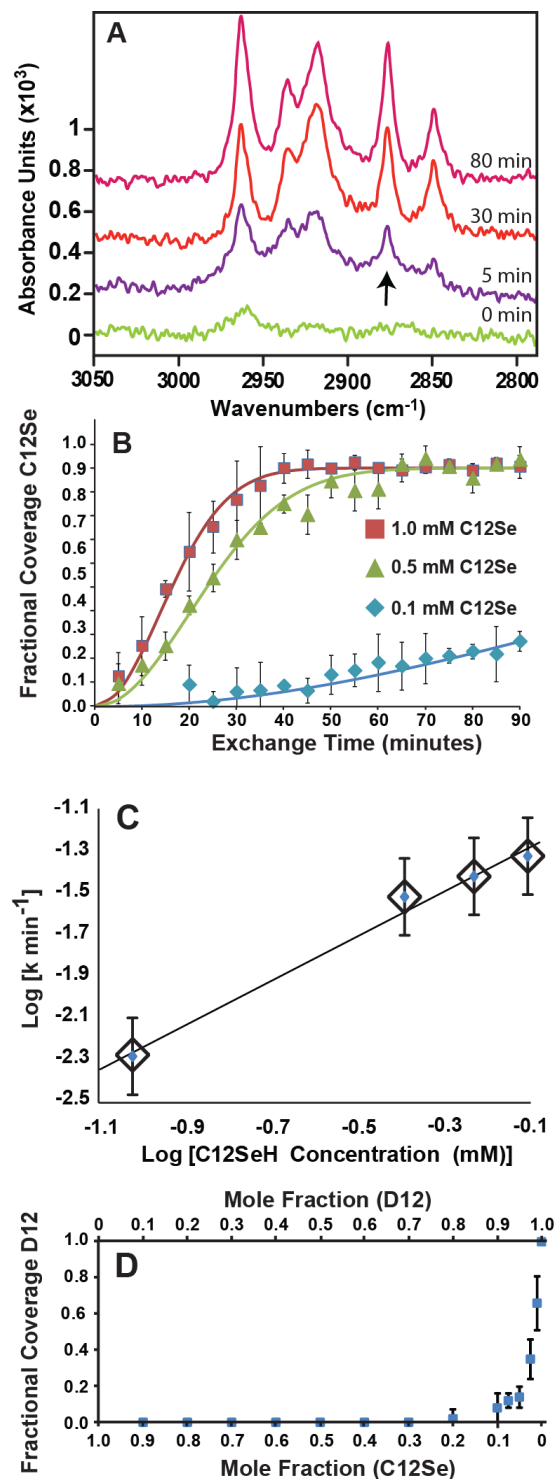 A
Absorbance Units (x10³)
1
0.8
0.6
0.4
0.2
0
80 min
30 min
5 min
0 min
3050 3000 2950 2900 2850 2800
Wavenumbers (cm⁻¹)
B
Fractional Coverage C12Se
1.0
0.9
0.8
0.7
0.6
0.5
0.4
0.3
0.2
0.1
0.0
1.0 mM C12Se
0.5 mM C12Se
0.1 mM C12Se
0 10 20 30 40 50 60 70 80 90
Exchange Time (minutes)
C
Log [k min⁻¹]
-1.1
-1.3
-1.5
-1.7
-1.9
-2.1
-2.3
-2.5
-1.1 -0.9 -0.7 -0.5 -0.3 -0.1
Log [C12SeH Concentration (mM)]
Mole Fraction (D12)
0 0.1 0.2 0.3 0.4 0.5 0.6 0.7 0.8 0.9 1.0
D
Fractional Coverage D12
1.0
0.8
0.6
0.4
0.2
0.0
1.0 0.9 0.8 0.7 0.6 0.5 0.4 0.3 0.2 0.1 0
Mole Fraction (C12Se)